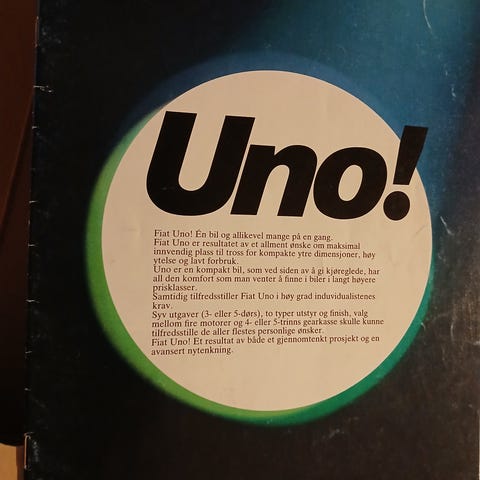 Uno!
Fiat Uno! Én bil og allikevel mange på en gang.
Fiat Uno er resultatet av et allment ønske om maksimal
innvendig plass til tross for kompakte ytre dimensjoner, høy
ytelse og lavt forbruk.
Uno er en kompakt bil, som ved siden av å gi kjøreglede, har
all den komfort som man venter å finne i biler i langt høyere
prisklasser.
Samtidig tilfredsstiller Fiat Uno i høy grad individualistenes
krav.
Syv utgaver (3- eller 5-dørs), to typer utstyr og finish, valg
mellom fire motorer og 4- eller 5-trinns gearkasse skulle kunne
tilfredsstille de aller flestes personlige ønsker.
Fiat Uno! Et resultat av både et gjennomtenkt prosjekt og en
avansert nytenkning.